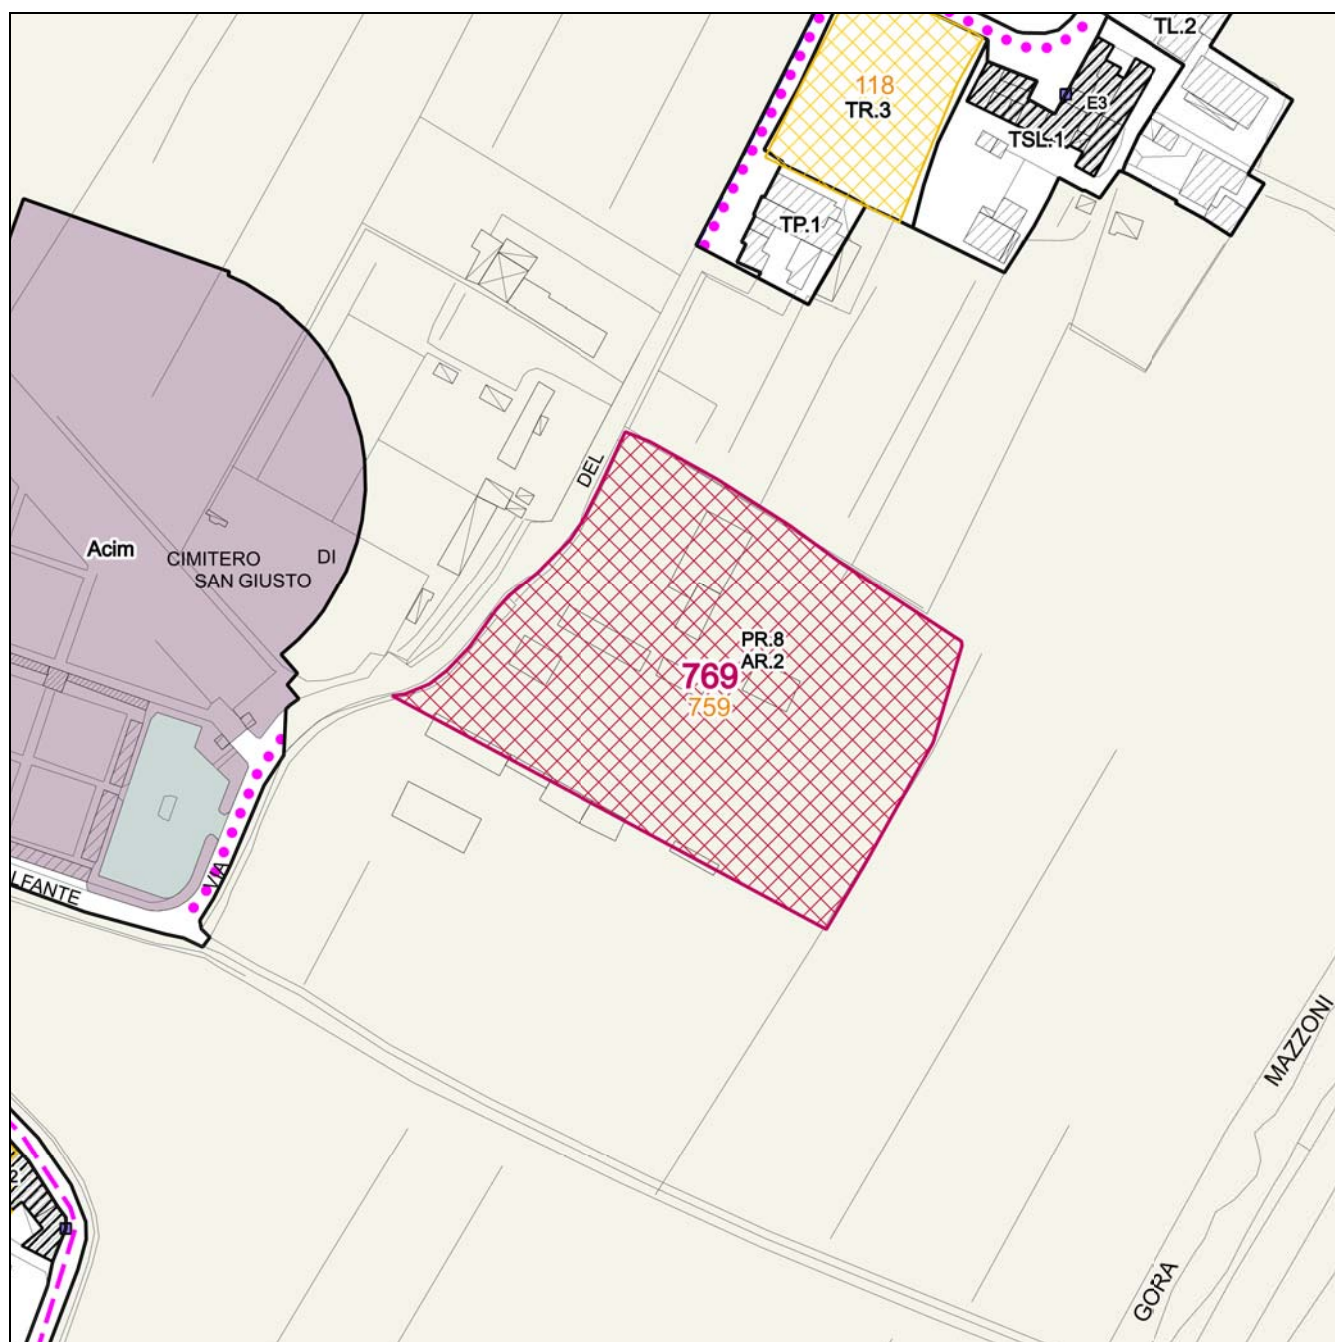 TL.2
118
TR.3
E3
TSL.1
TP.1
DEL
Acim
CIMITERO DI
SAN GIUSTO
PR.8
AR.2
769
759
VIA
LFANTE
MAZZONI
GORA
2